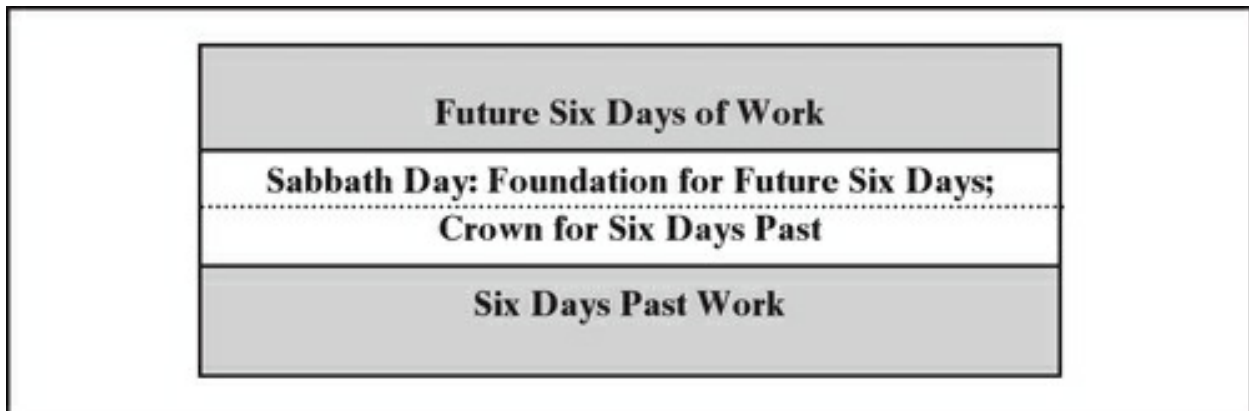 Future Six Days of Work
Sabbath Day: Foundation for Future Six Days;
Crown for Six Days Past
Six Days Past Work